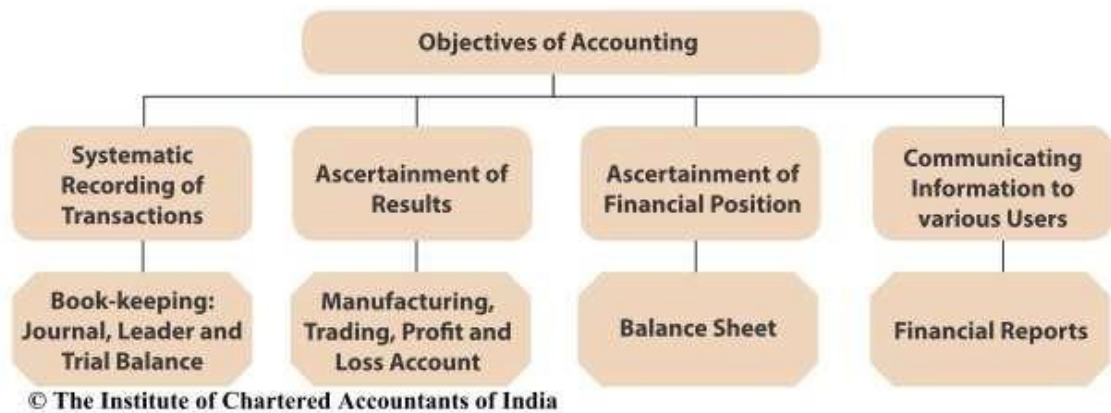 Objectives of Accounting
Systematic
Recording of
Transactions
Ascertainment of
Results
Ascertainment of
Financial Position
Communicating
Information to
various Users
Book-keeping:
Journal, Leader and
Trial Balance
Manufacturing,
Trading, Profit and
Loss Account
Balance Sheet
Financial Reports
© The Institute of Chartered Accountants of India